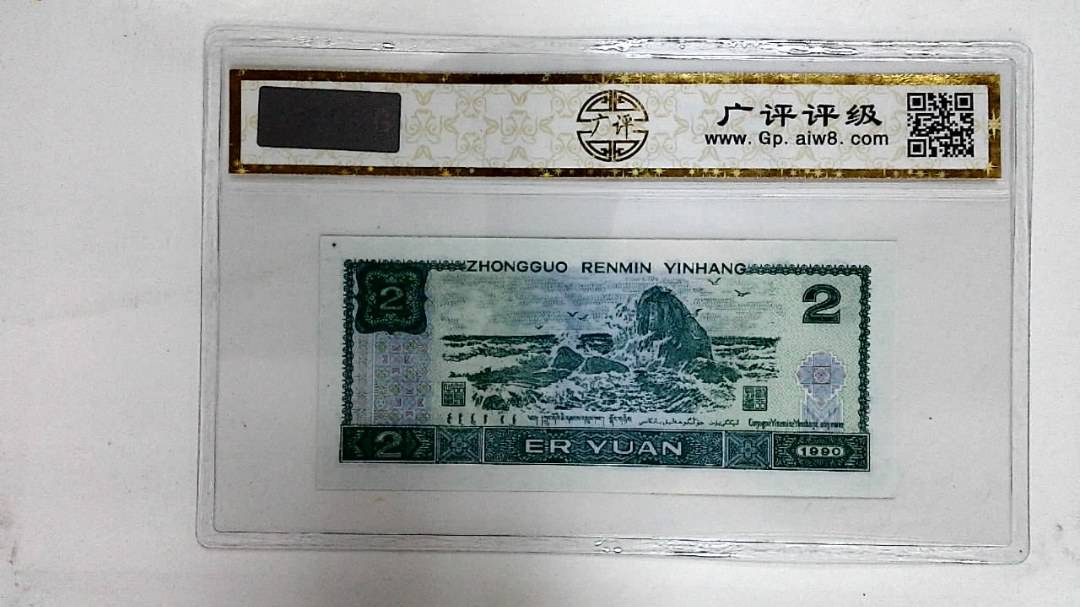 广评
广评评级
www. Gp. aiw8. com
ZHONGGUO RENMIN YINHANG
2
2
2
ER YUAN
1990